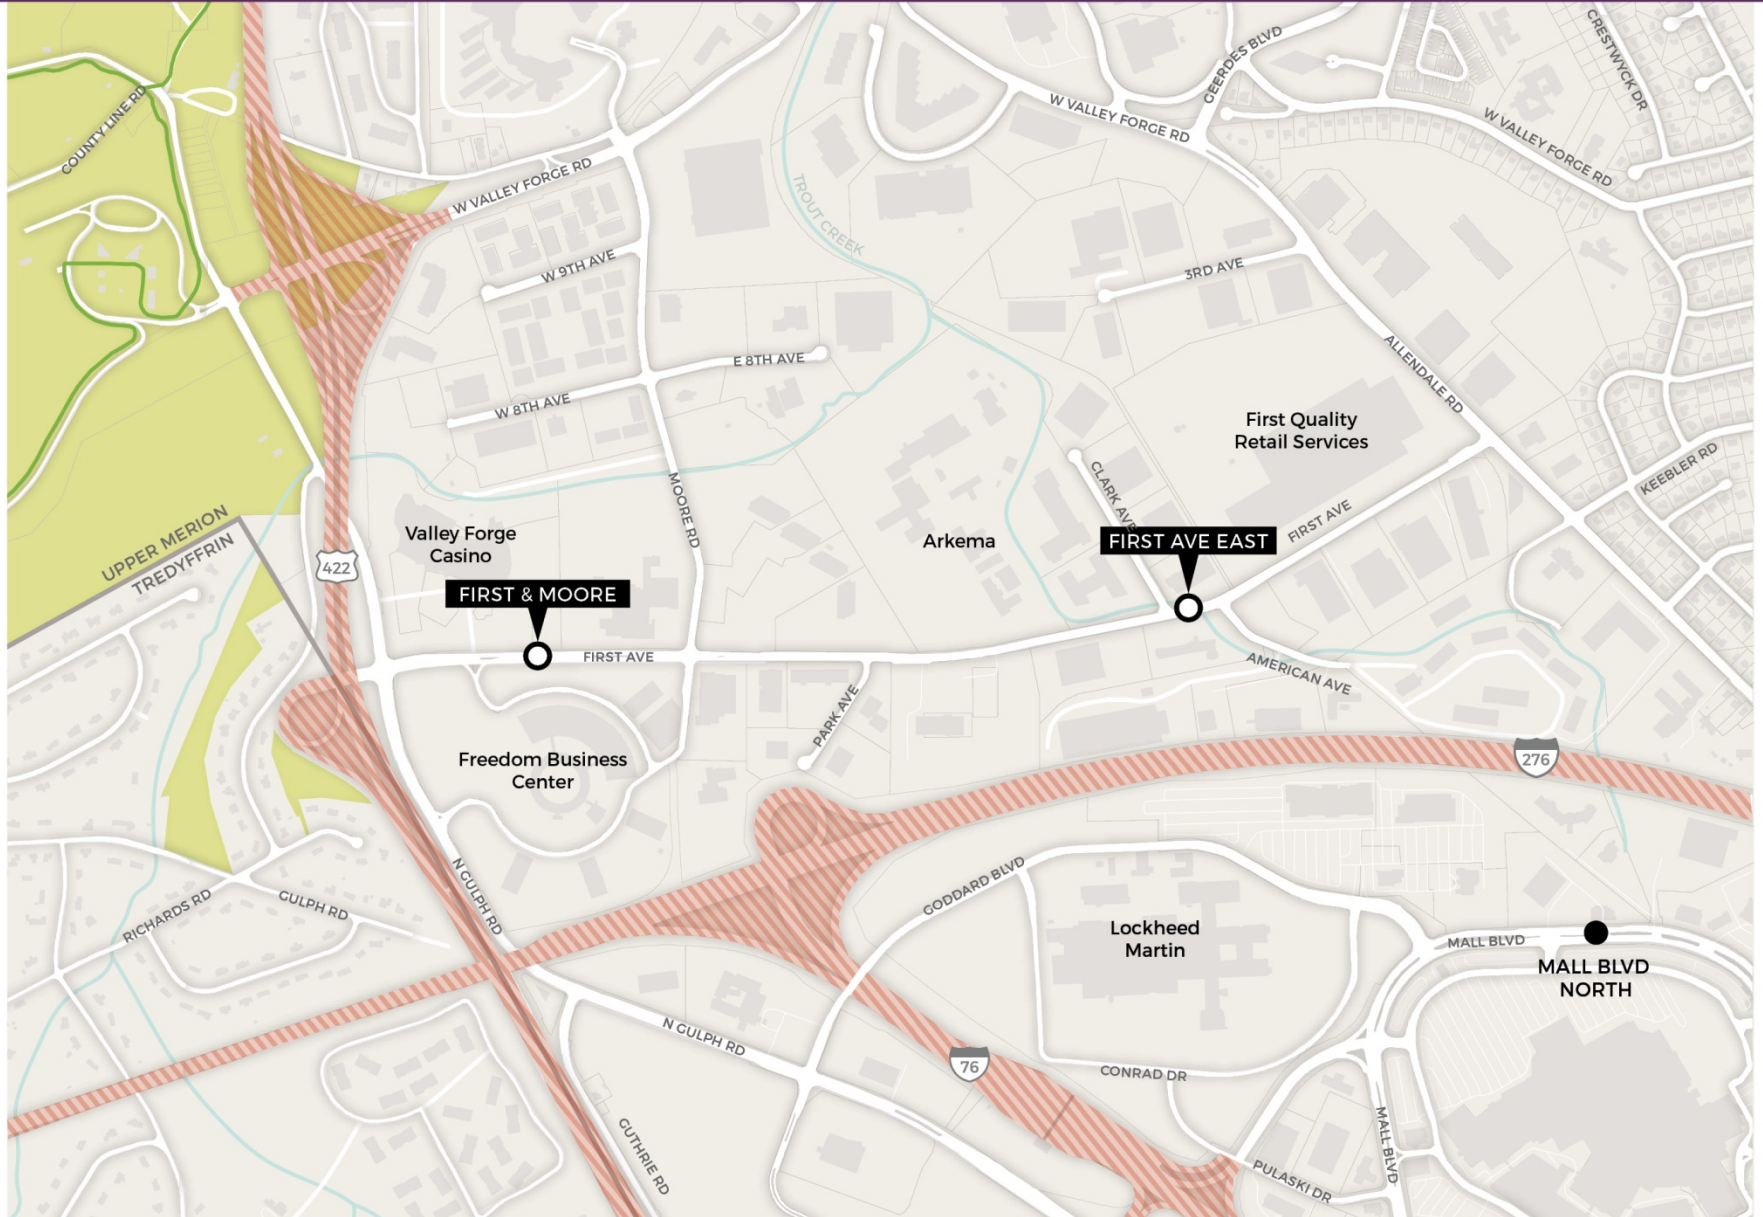 CRESTWYCK DR
GEERDES BLVD
W VALLEY FORGE RD
W VALLEY FORGE RD
COUNTY LINE RD
W VALLEY FORGE RD
TROUT CREEK
W 9TH AVE
3RD AVE
E 8TH AVE
W 8TH AVE
ALLENDALE RD
First Quality
Retail Services
KEEBLER RD
CLARK AVE
MOORE RD
FIRST AVE
UPPER MERION
TREDYFFRIN
Valley Forge
Casino
Arkema
FIRST AVE EAST
422
FIRST & MOORE
FIRST AVE
AMERICAN AVE
PARK AVE
Freedom Business
Center
276
N GULPH RD
GODDARD BLVD
RICHARDS RD
GULPH RD
Lockheed
Martin
MALL BLVD
MALL BLVD
NORTH
N GULPH RD
76
CONRAD DR
GUTHRIE RD
MALL BLVD
PULASKI DR